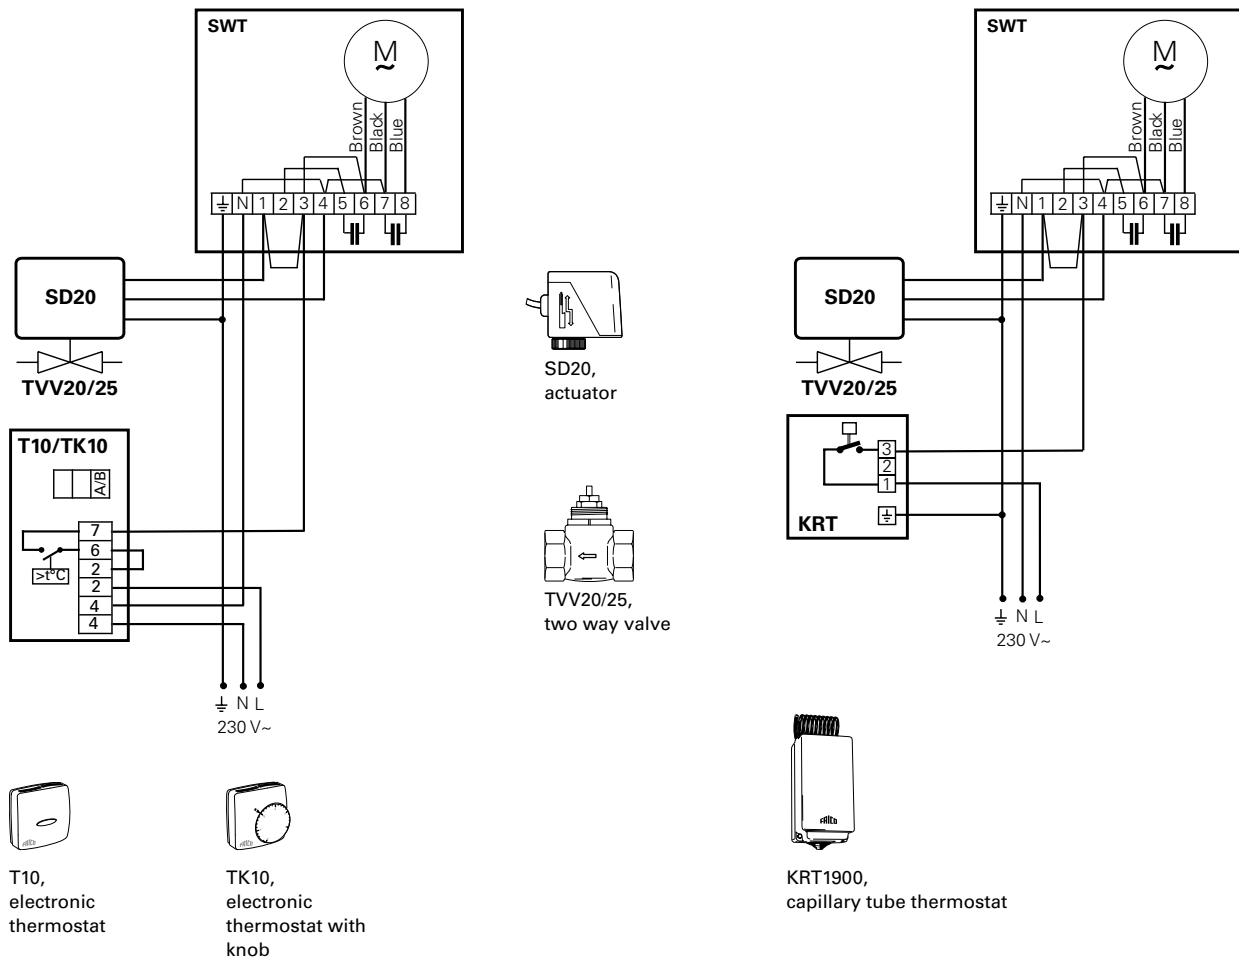 SWT
M
~
Brown
Black
Blue
N 1 2 3 4 5 6 7 8
SD20
TVV20/25
T10/TK10
A/B
7
6
2
2
4
4
>t°C
N L
230 V~
SD20,
actuator
TVV20/25,
two way valve
SWT
M
~
Brown
Black
Blue
N 1 2 3 4 5 6 7 8
SD20
TVV20/25
3
2
1
KRT
N L
230 V~
FRICO
T10,
electronic
thermostat
FRICO
TK10,
electronic
thermostat with
knob
FRICO
KRT1900,
capillary tube thermostat